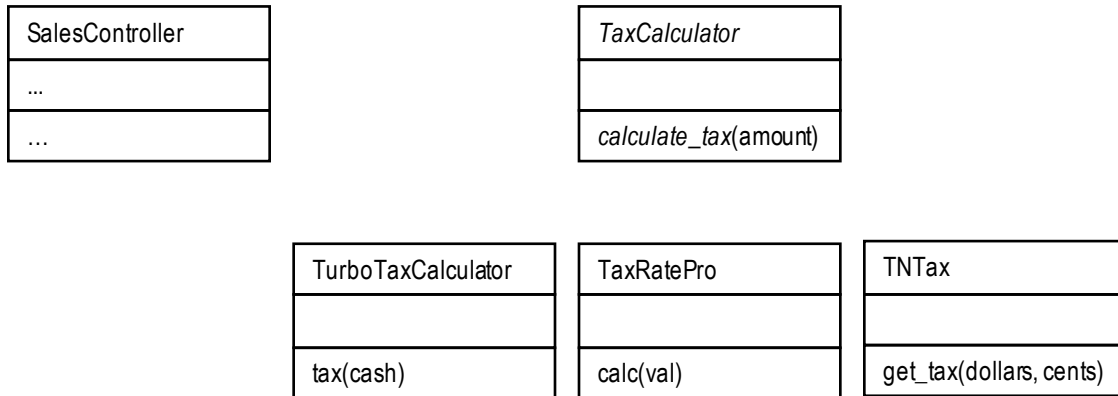 SalesController
...
…
TaxCalculator
calculate_tax(amount)
TurboTaxCalculator
tax(cash)
TaxRatePro
calc(val)
TNTax
get_tax(dollars, cents)